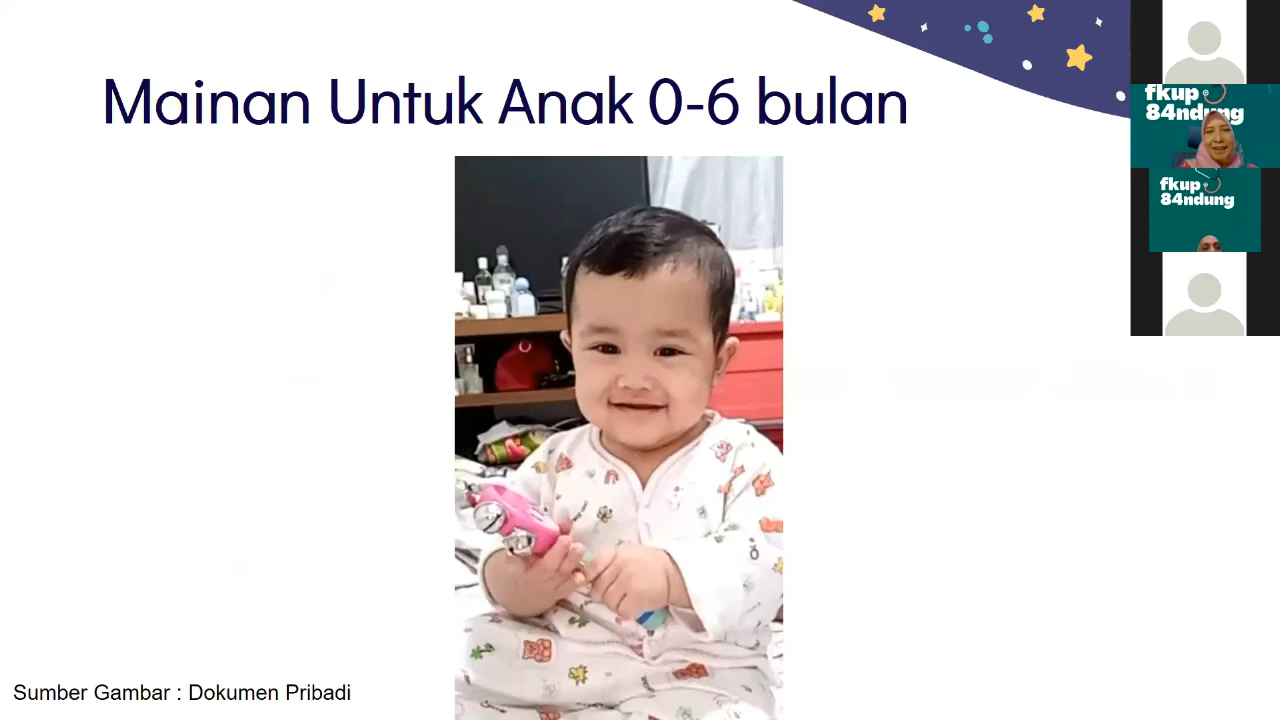 Mainan Untuk Anak 0-6 bulan
fkup
84ndung
fkup
84ndung
Sumber Gambar : Dokumen Pribadi